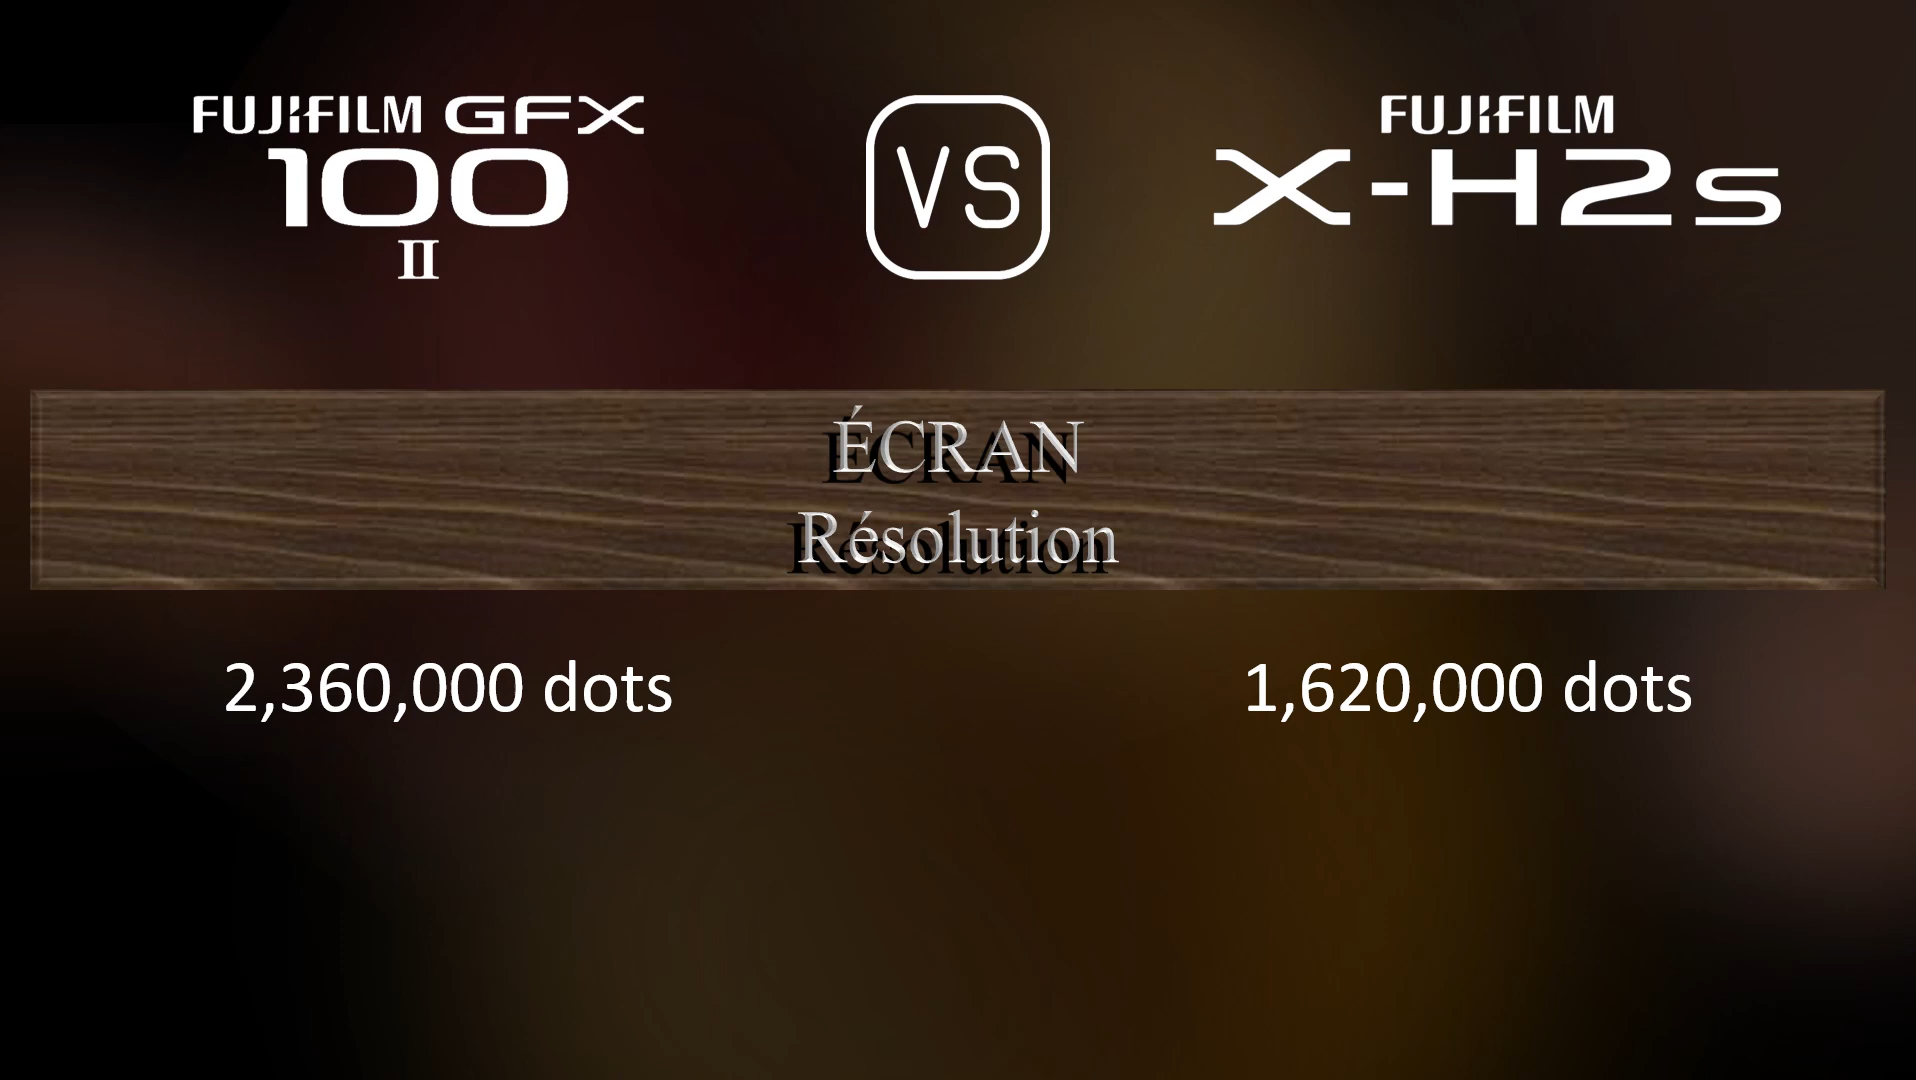 FUJIFILM GFX
100
II
VS
FUJIFILM
X-H2S
ÉCRAN
Résolution
2,360,000 dots
1,620,000 dots